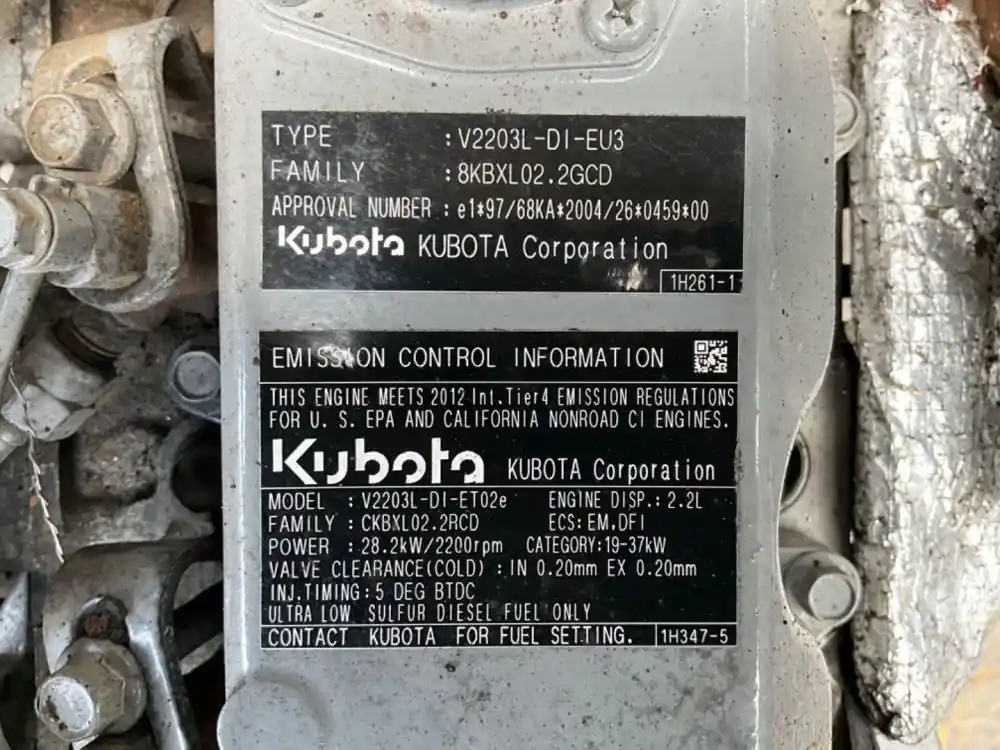 TYPE : V2203L-DI-EU3
FAMILY : 8KBXL02.2GCD
APPROVAL NUMBER : e1*97/68KA*2004/26*0459*00
Kubota KUBOTA Corporation
1H261-1
EMISSION CONTROL INFORMATION
THIS ENGINE MEETS 2012 Int.Tier4 EMISSION REGULATIONS
FOR U. S. EPA AND CALIFORNIA NONROAD CI ENGINES.
Kubota KUBOTA Corporation
MODEL : V2203L-DI-ET02e ENGINE DISP.: 2.2L
FAMILY : CKBXL02.2RCD ECS: EM,DFI
POWER : 28.2kW/2200rpm CATEGORY:19-37kW
VALVE CLEARANCE(COLD) : IN 0.20mm EX 0.20mm
INJ.TIMING: 5 DEG BTDC
ULTRA LOW SULFUR DIESEL FUEL ONLY
CONTACT KUBOTA FOR FUEL SETTING. 1H347-5